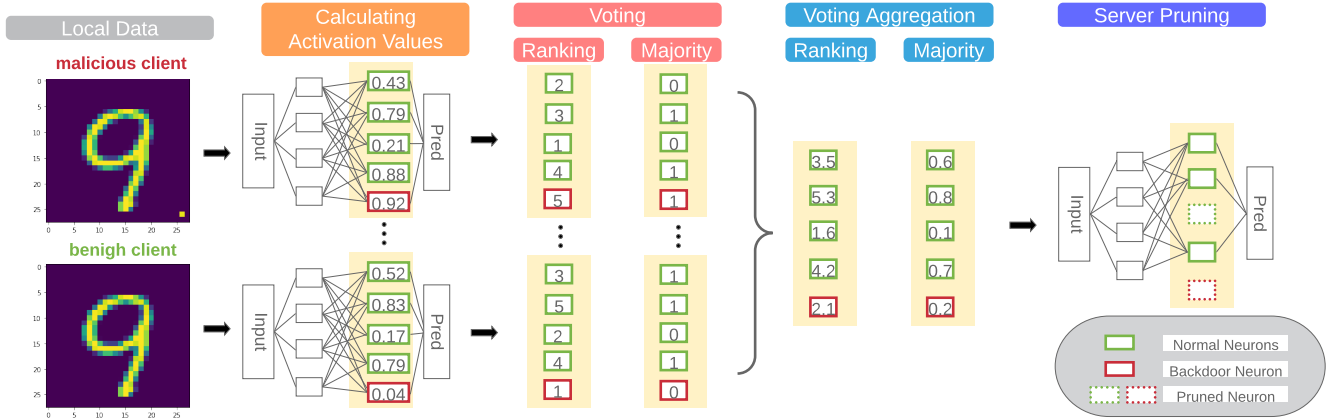 Local Data
Calculating
Activation Values
Voting
Voting Aggregation
Server Pruning
Ranking
Majority
Ranking
Majority
malicious client
0
5
10
15
20
25
0 5 10 15 20 25
Input
0.43
0.79
0.21
0.88
0.92
Pred
2
3
1
4
5
0
1
0
1
1
benigh client
0
5
10
15
20
25
0 5 10 15 20 25
Input
0.52
0.83
0.17
0.79
0.04
Pred
3
5
2
4
1
1
1
0
1
0
3.5
5.3
1.6
4.2
2.1
0.6
0.8
0.1
0.7
0.2
Input
Pred
Normal Neurons
Backdoor Neuron
Pruned Neuron